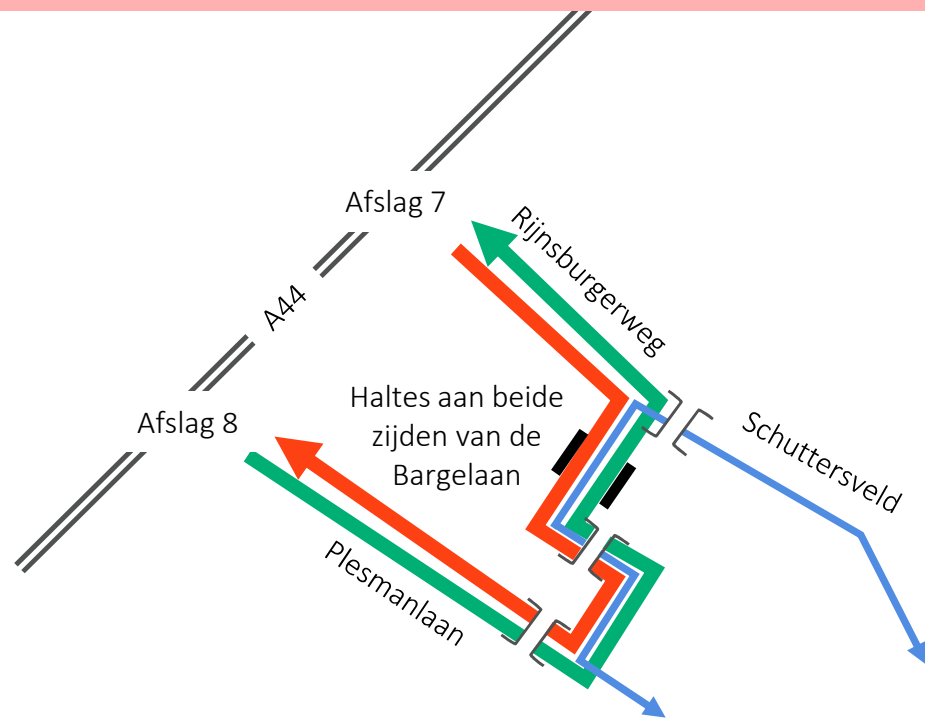 Afslag 7
Rijnsburgerweg
A44
Haltes aan beide
zijden van de
Bargelaan
Afslag 8
Schuttersveld
Plesmanlaan